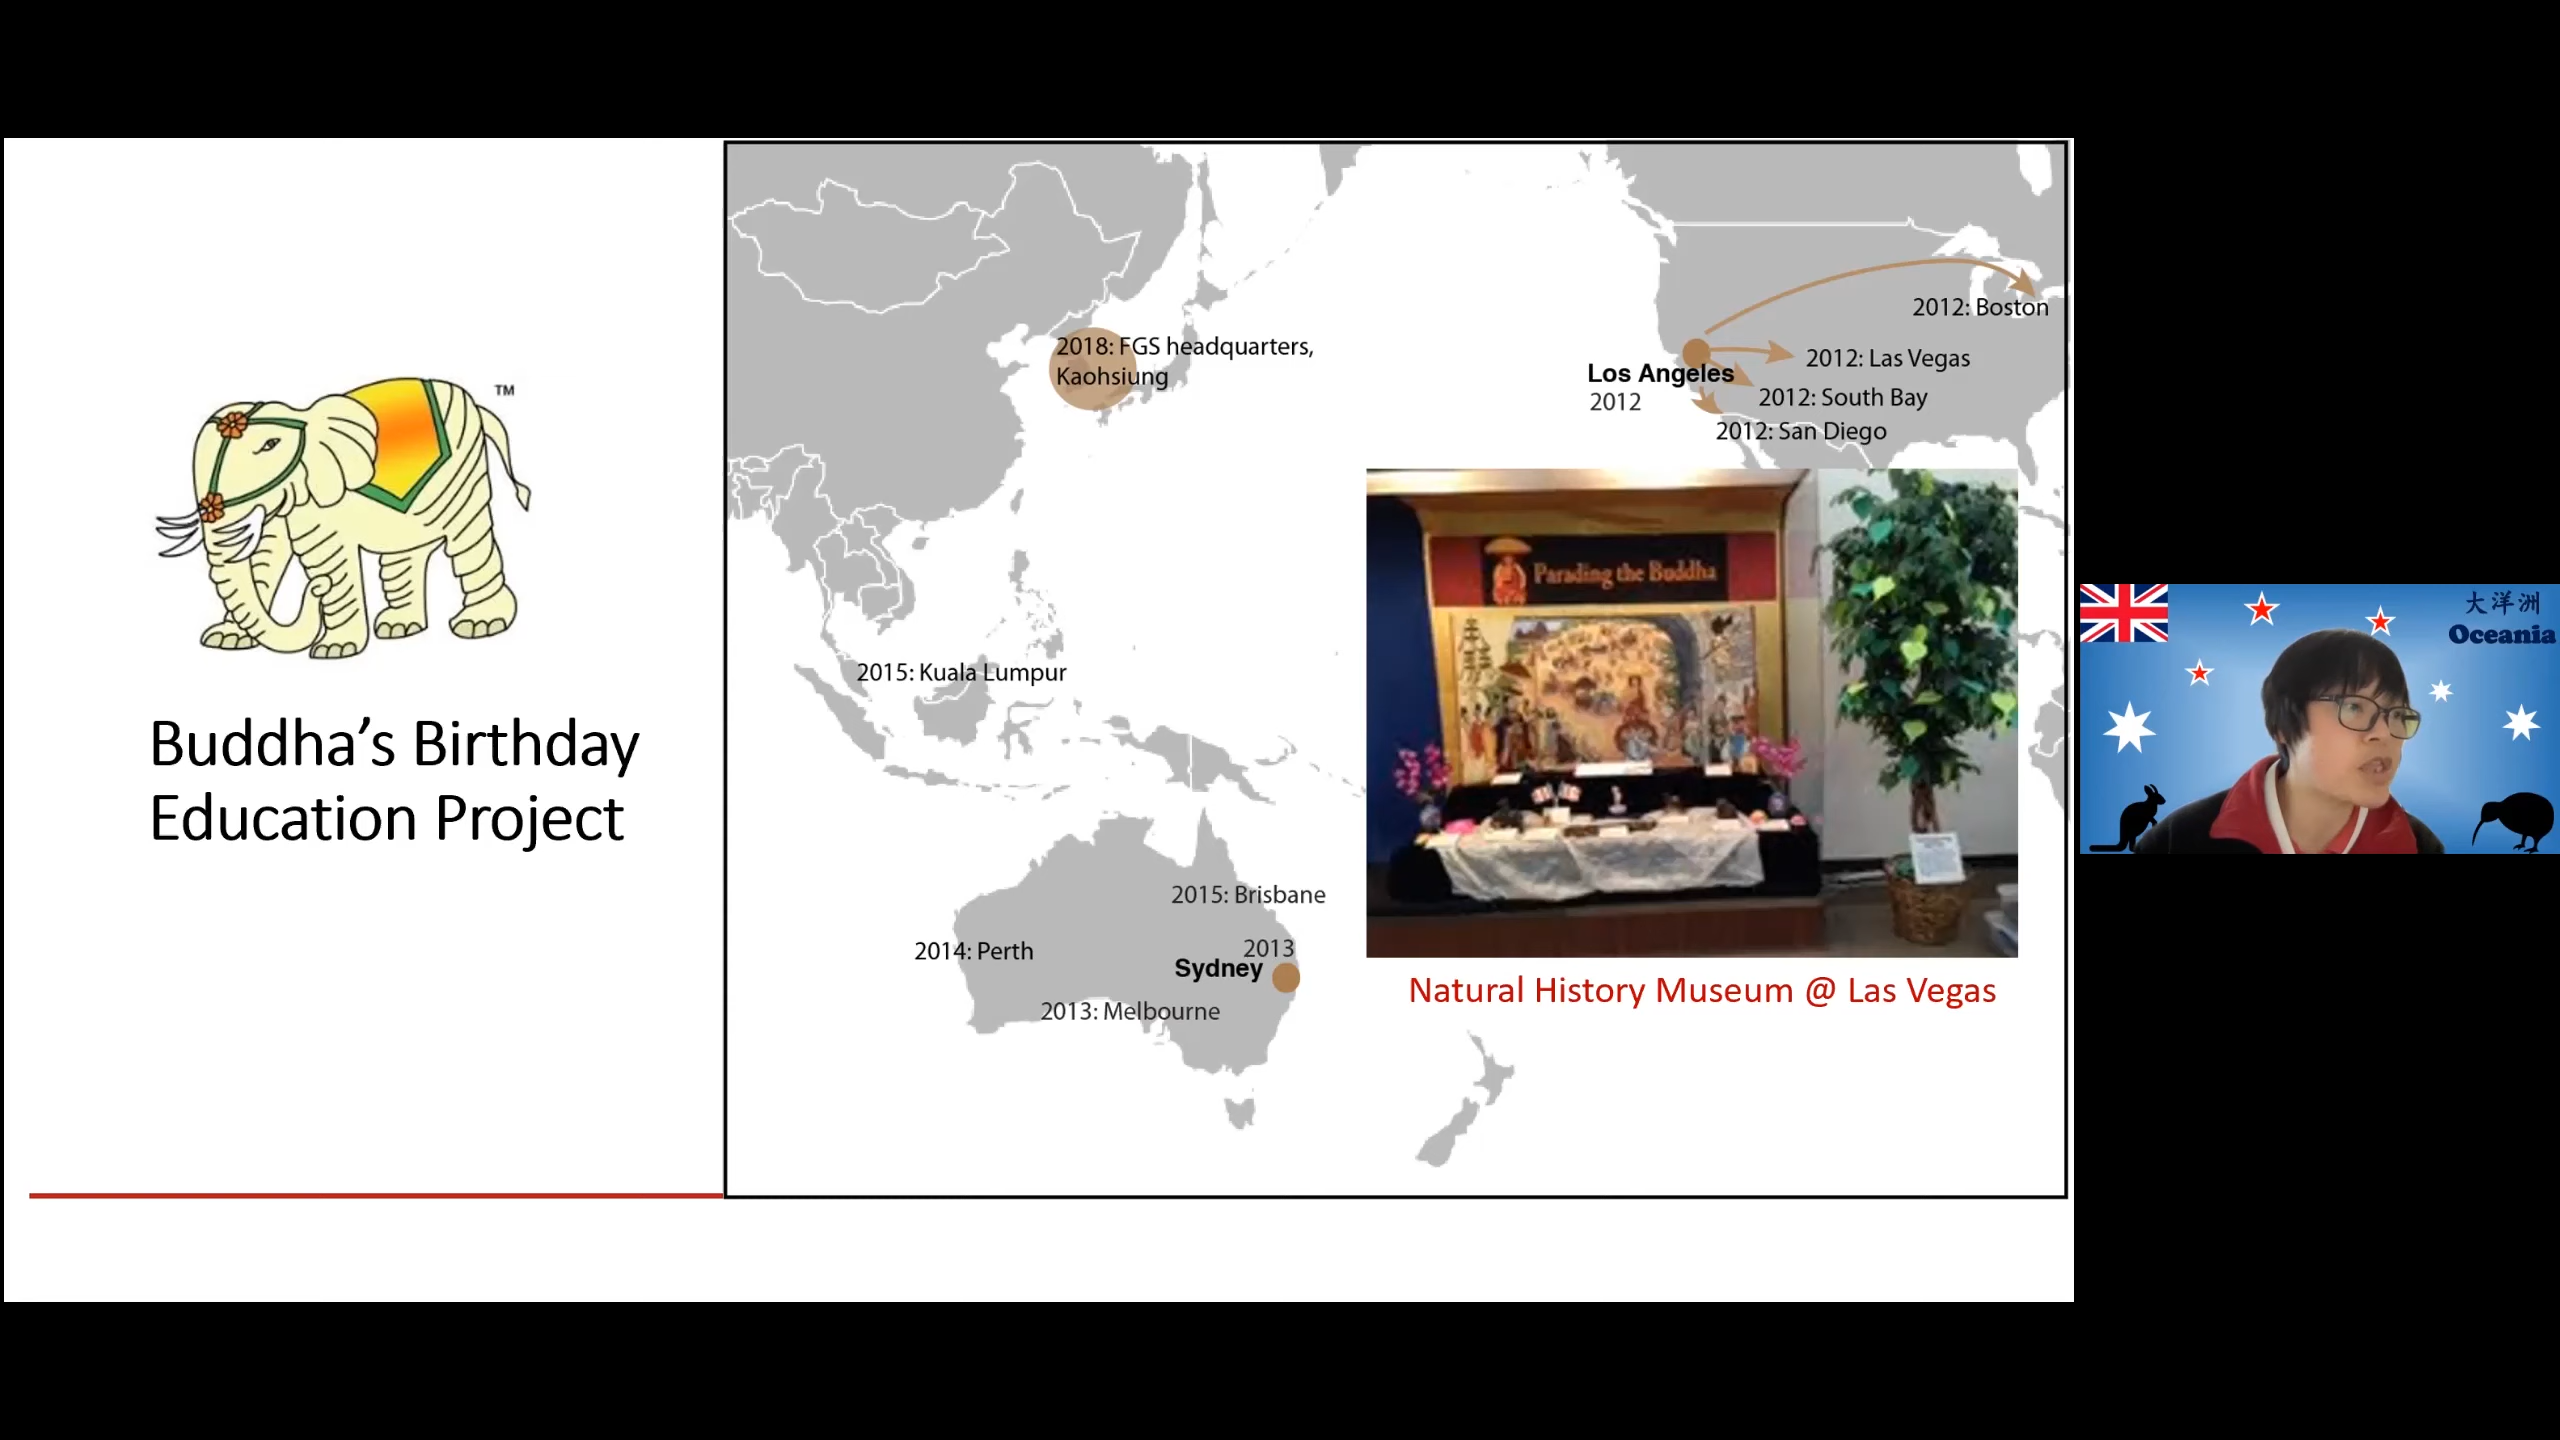 TM
Buddha’s Birthday
Education Project
2018: FGS headquarters,
Kaohsiung
2012: Boston
2012: Las Vegas
Los Angeles
2012
2012: South Bay
2012: San Diego
Parading the Buddha
2015: Kuala Lumpur
2015: Brisbane
2014: Perth
2013
Sydney
2013: Melbourne
Natural History Museum @ Las Vegas
大洋洲
Oceania